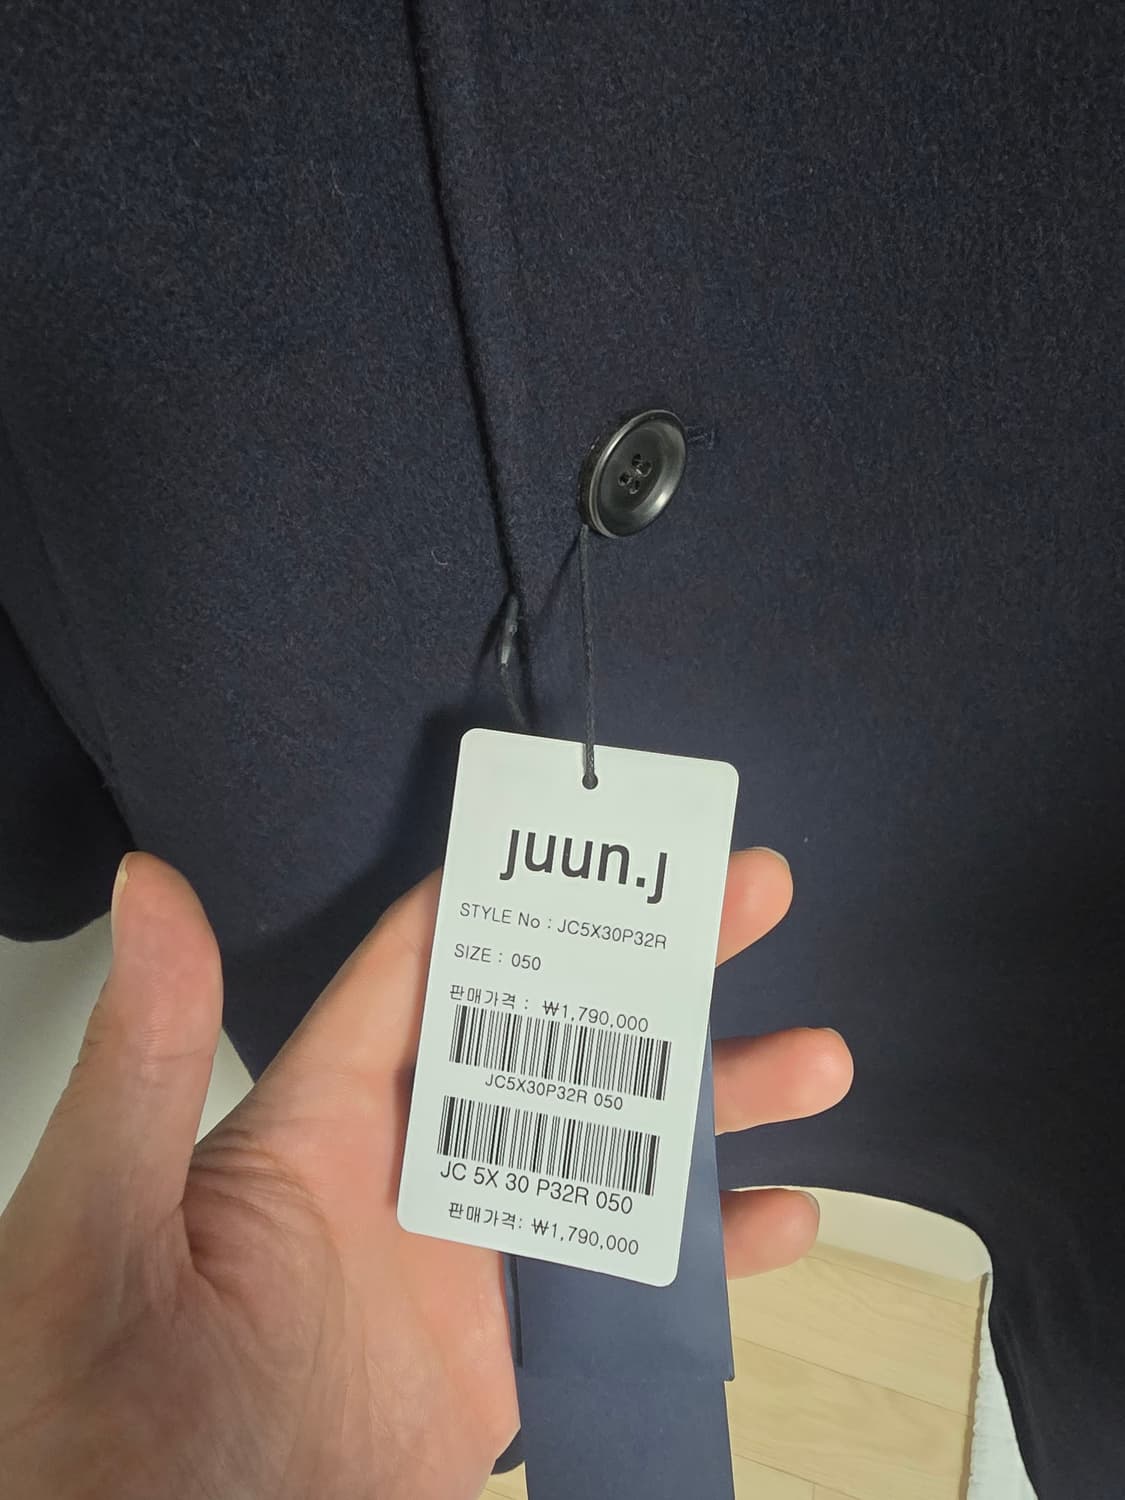 juun.j
STYLE No : JC5X30P32R
SIZE : 050
판매가격 : ₩1,790,000
JC5X30P32R 050
JC 5X 30 P32R 050
판매가격: ₩1,790,000